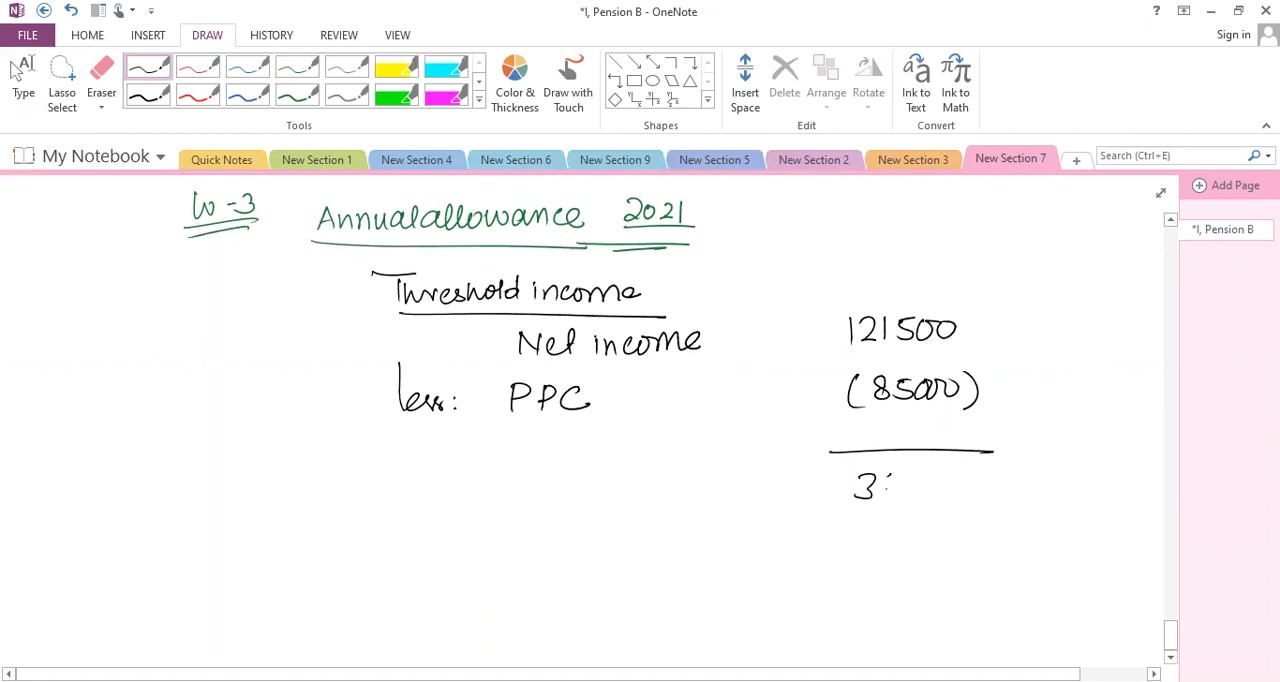 *I, Pension B - OneNote
Sign in
FILE HOME INSERT DRAW HISTORY REVIEW VIEW
Type
Lasso Select
Eraser
Color & Thickness
Draw with Touch
Insert Space
Delete
Arrange
Rotate
Ink to Text
Ink to Math
Tools
Shapes
Edit
Convert
My Notebook
Quick Notes New Section 1 New Section 4 New Section 6 New Section 9 New Section 5 New Section 2 New Section 3 New Section 7
Search (Ctrl+E)
Add Page
*I, Pension B
W-3 Annual allowance 2021
Threshold income
Net income 121500
Less: PPC (85000)
3